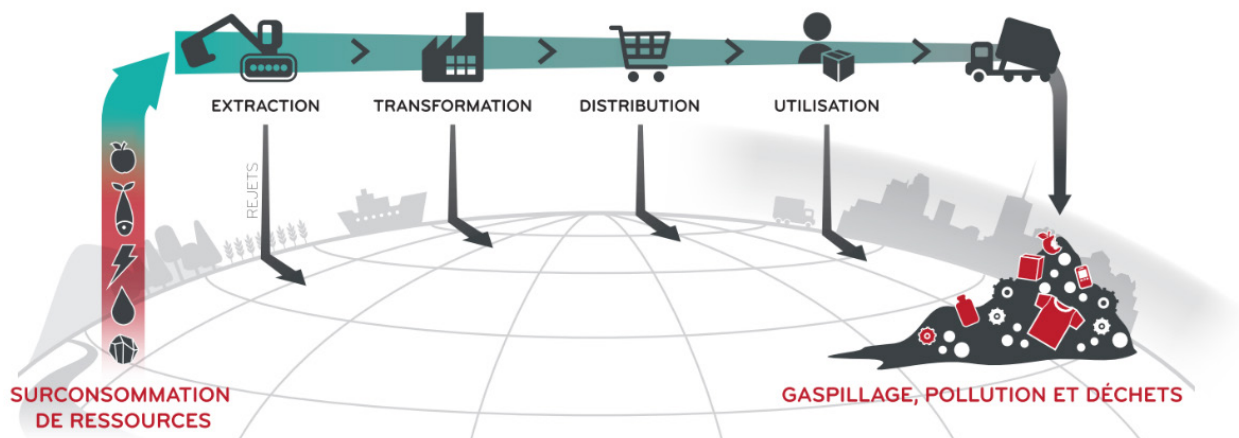 EXTRACTION
TRANSFORMATION
DISTRIBUTION
UTILISATION
REJETS
SURCONSOMMATION
DE RESSOURCES
GASPILLAGE, POLLUTION ET DÉCHETS